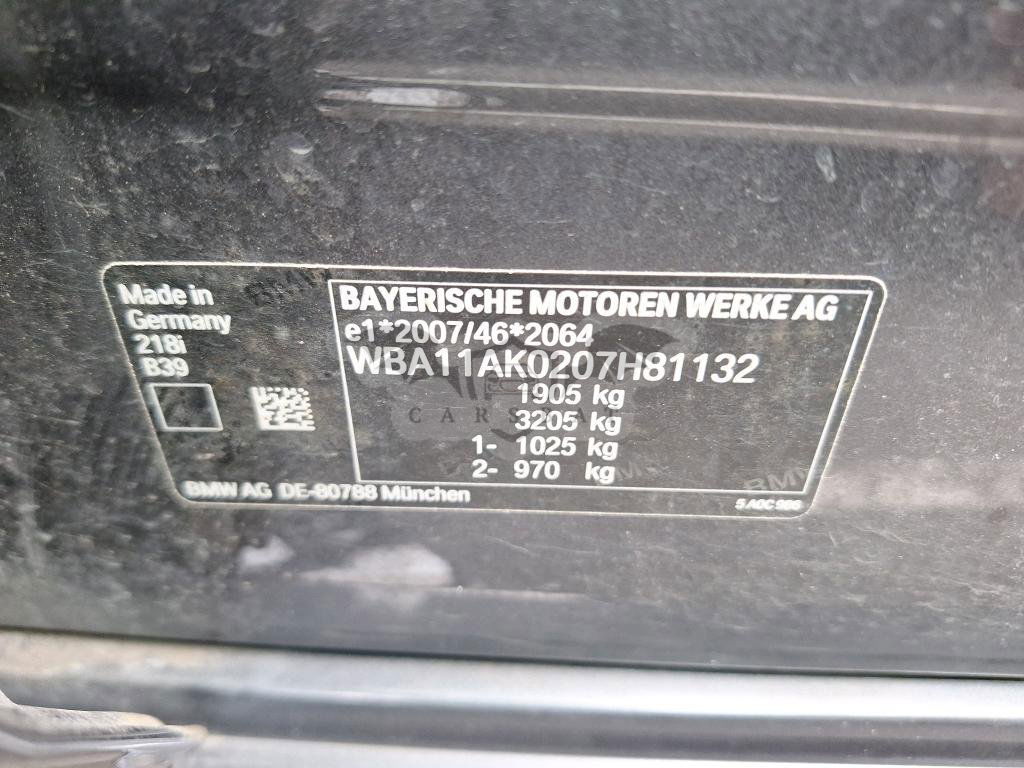 Made in
Germany
218i
B39
BAYERISCHE MOTOREN WERKE AG
e1*2007/46*2064
WBA11AK0207H81132
1905 kg
3205 kg
1- 1025 kg
2- 970 kg
BMW AG DE-80788 München
BMW